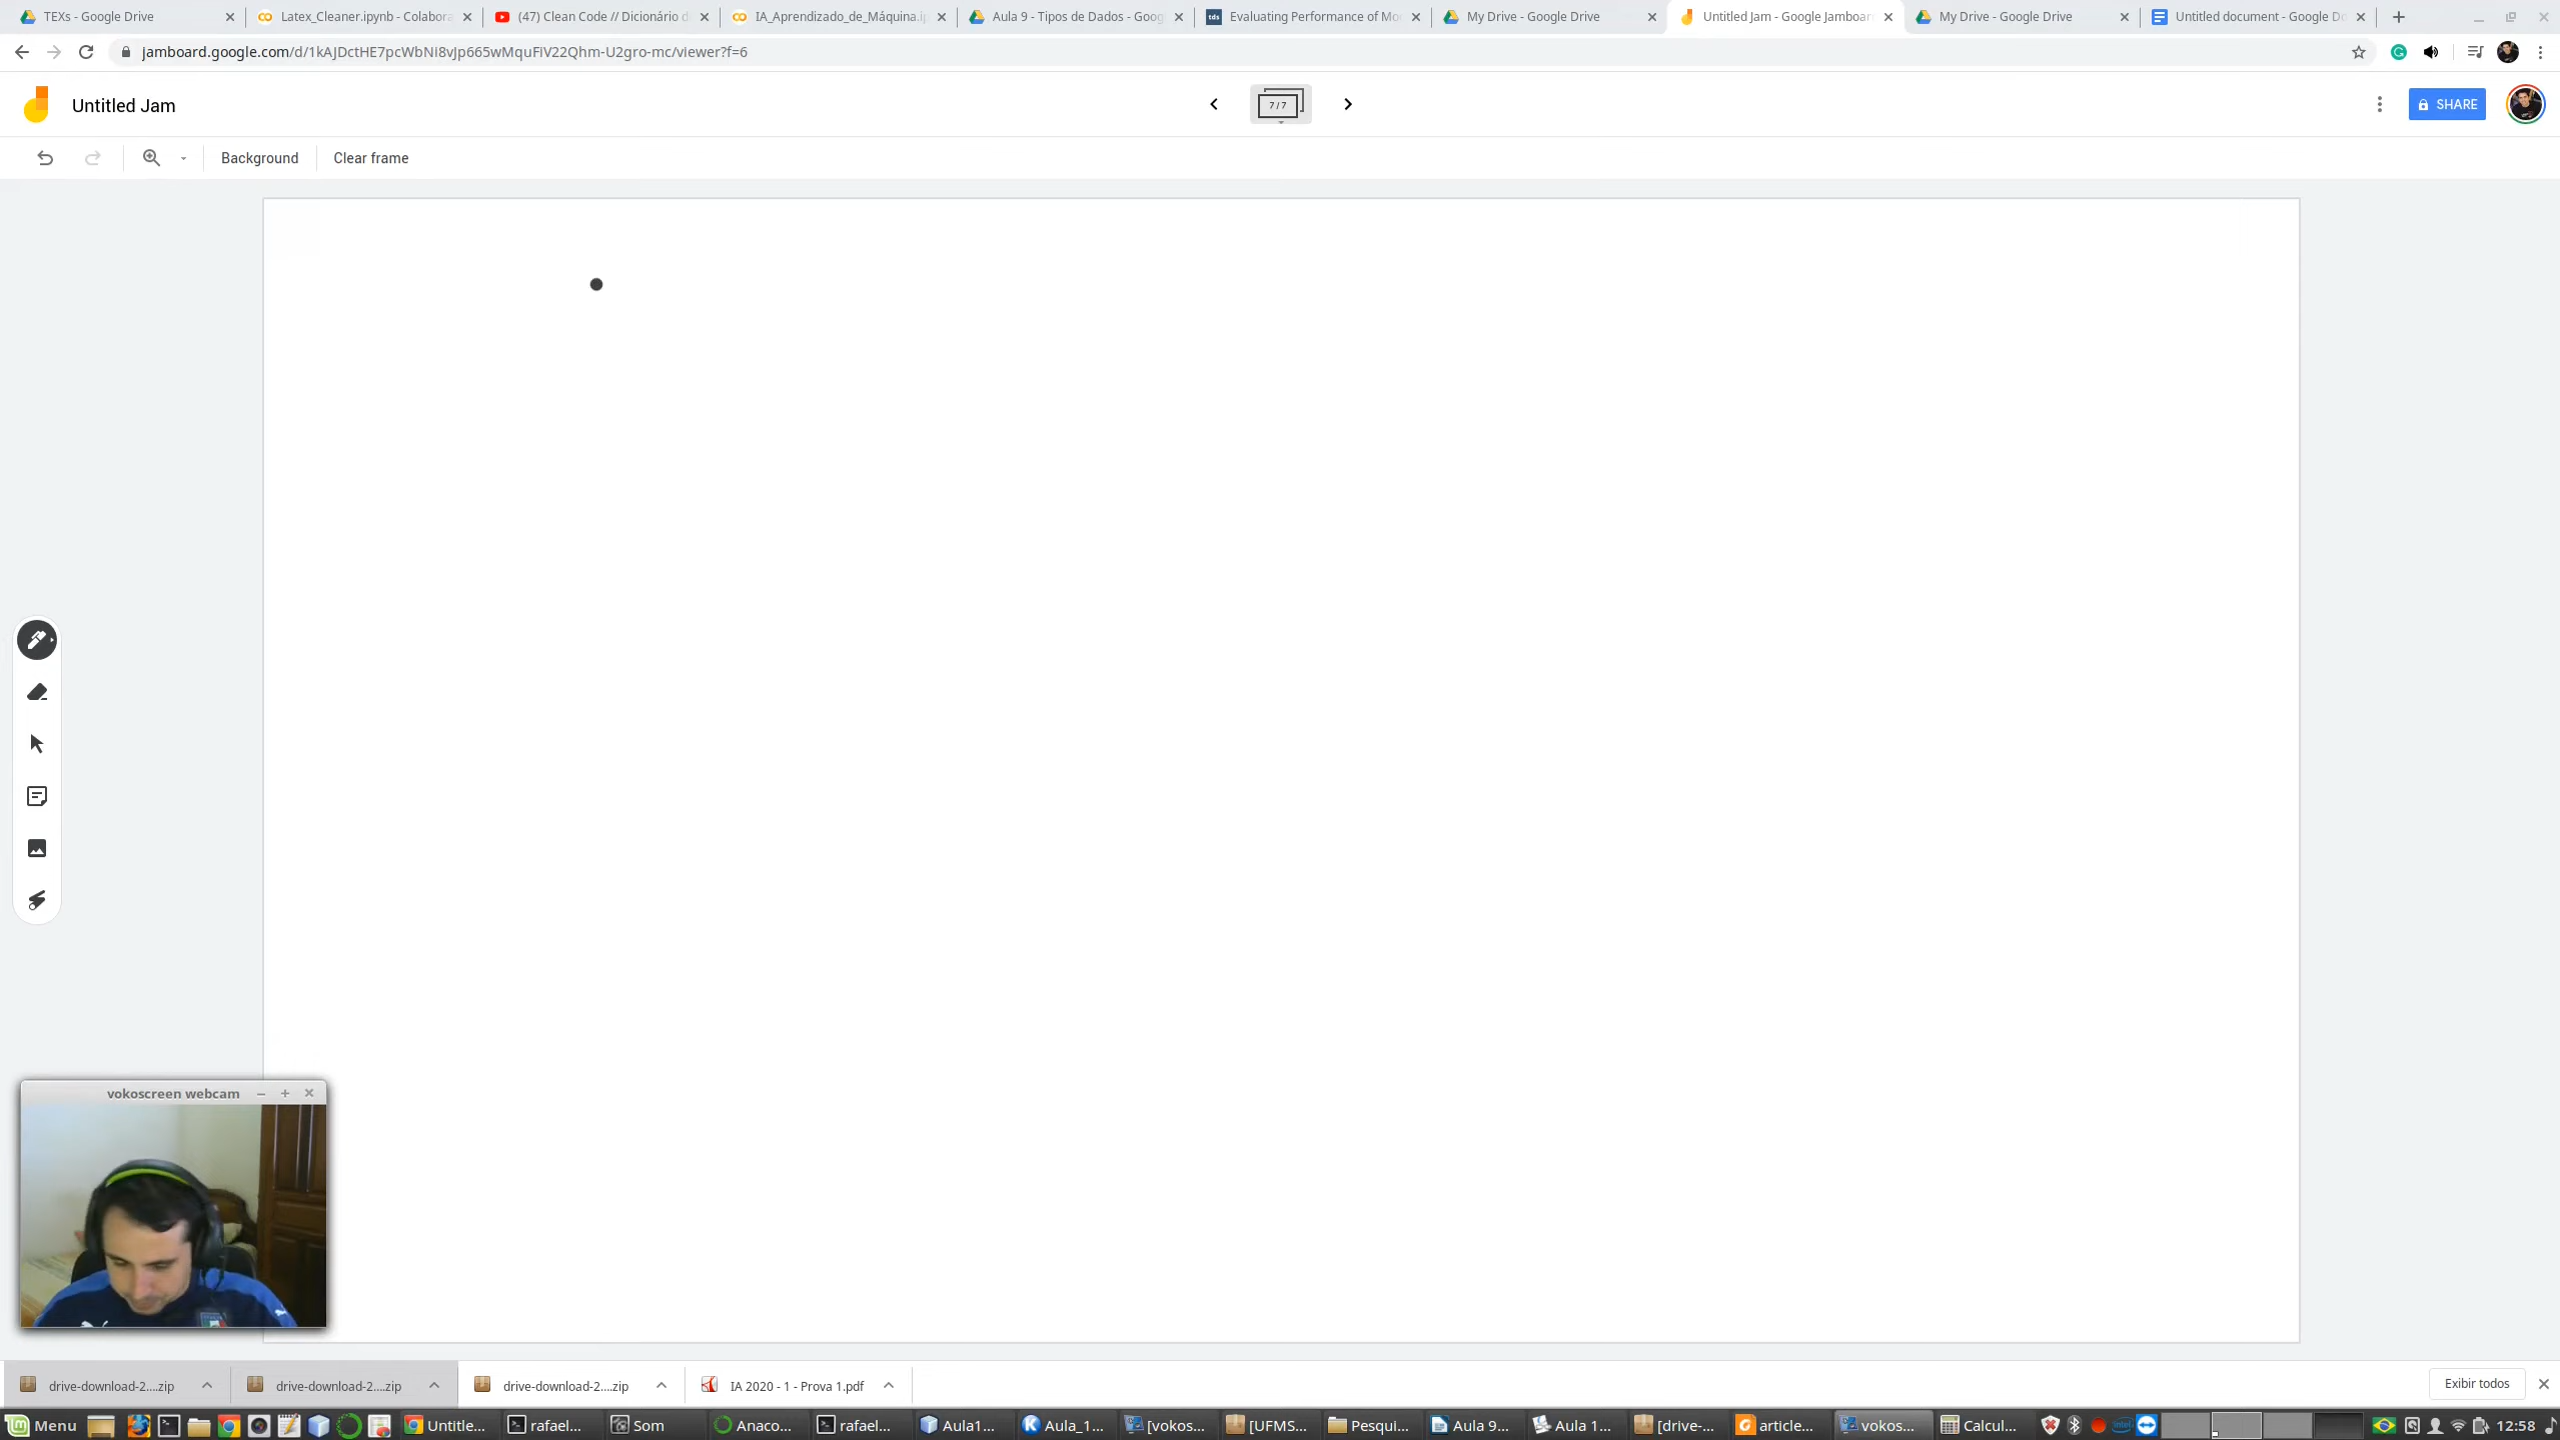 TEXs - Google Drive
Latex_Cleaner.ipynb - Colabora
(47) Clean Code // Dicionário d
IA_Aprendizado_de_Máquina.ip
Aula 9 - Tipos de Dados - Goog
tds Evaluating Performance of Mo
My Drive - Google Drive
Untitled Jam - Google Jamboar
My Drive - Google Drive
Untitled document - Google Do
jamboard.google.com/d/1kAJDctHE7pcWbNi8vJp665wMquFiV22Qhm-U2gro-mc/viewer?f=6
Untitled Jam
7/7
SHARE
Background
Clear frame
vokoscreen webcam
drive-download-2....zip
drive-download-2....zip
drive-download-2....zip
IA 2020 - 1 - Prova 1.pdf
Exibir todos
Menu
Untitle...
rafael...
Som
Anaco...
rafael...
Aula1...
Aula_1...
[vokos...
[UFMS...
Pesqui...
Aula 9...
Aula 1...
[drive-...
article...
vokos...
Calcul...
12:58